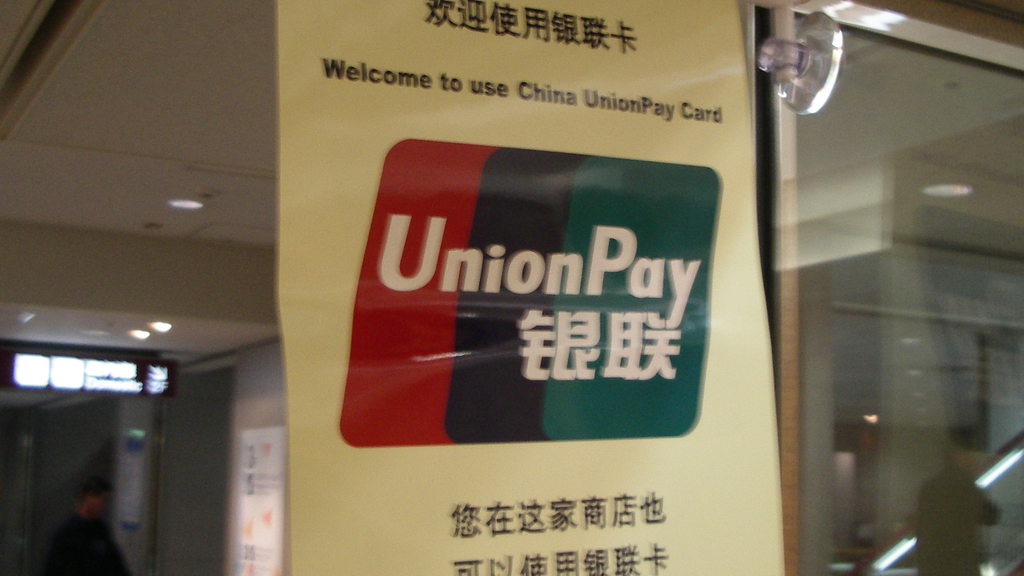 欢迎使用银联卡
Welcome to use China UnionPay Card
UnionPay
银联
您在这家商店也
可以使用银联卡